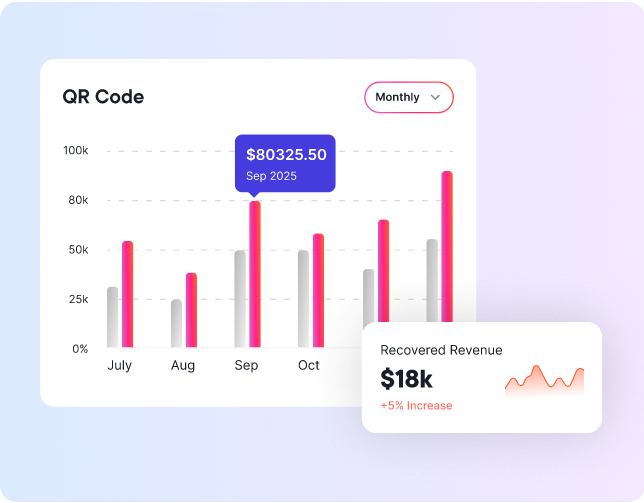 QR Code
Monthly
100k
$80325.50
Sep 2025
80k
50k
25k
0%
July Aug Sep Oct
Recovered Revenue
$18k
+5% Increase